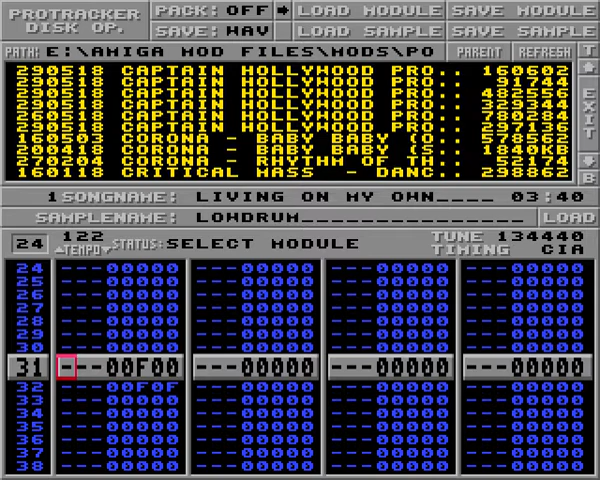 PROTRACKER DISK OP.
PACK: OFF LOAD MODULE SAVE MODULE
SAVE: WAV LOAD SAMPLE SAVE SAMPLE
PATH: E:\AMIGA MOD FILES\MODS\PO PARENT REFRESH T
290518 CAPTAIN HOLLYWOOD PRO.. 160602
290518 CAPTAIN HOLLYWOOD PRO.. 91744
290518 CAPTAIN HOLLYWOOD PRO..
290518 CAPTAIN HOLLYWOOD PRO.. 329344
260518 CAPTAIN HOLLYWOOD PRO.. 780284
290518 CAPTAIN HOLLYWOOD PRO.. 297136
160503 CORONA - BABY BABY (O.. 5785KB
100418 CORONA - BABY BABY (S.. 1840KB
270204 CORONA - RHYTHM OF TH.. 52174
160118 CRITICAL MASS - DANC.. 298862
EXIT
B
1 SONGNAME: LIVING ON MY OWN____ 03:40
SAMPLENAME: LOWDRUM_______________ LOAD
24 122 TEMPO STATUS: SELECT MODULE TUNE 134440
TIMING CIA
24 ---00000 ---00000 ---00000 ---00000
25 ---00000 ---00000 ---00000 ---00000
26 ---00000 ---00000 ---00000 ---00000
27 ---00000 ---00000 ---00000 ---00000
28 ---00000 ---00000 ---00000 ---00000
29 ---00000 ---00000 ---00000 ---00000
30 ---00000 ---00000 ---00000 ---00000
31 ---00F00 ---00000 ---00000 ---00000
32 ---00F0F ---00000 ---00000 ---00000
33 ---00000 ---00000 ---00000 ---00000
34 ---00000 ---00000 ---00000 ---00000
35 ---00000 ---00000 ---00000 ---00000
36 ---00000 ---00000 ---00000 ---00000
37 ---00000 ---00000 ---00000 ---00000
38 ---00000 ---00000 ---00000 ---00000